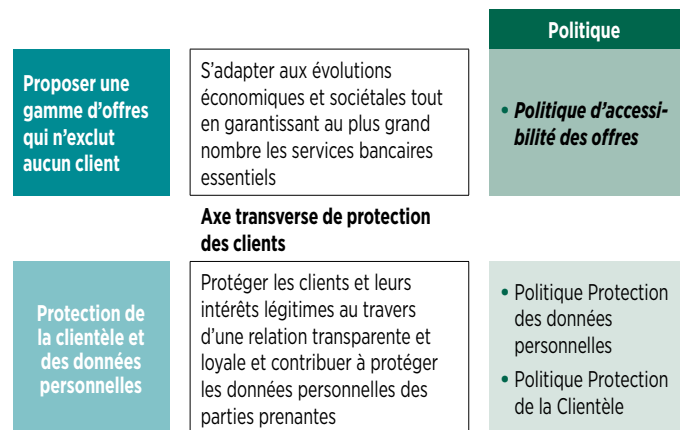 Politique
Proposer une
gamme d'offres
qui n'exclut
aucun client
S'adapter aux évolutions
économiques et sociétales tout
en garantissant au plus grand
nombre les services bancaires
essentiels
• Politique d'accessi-
bilité des offres
Axe transverse de protection
des clients
Protection de
la clientèle et
des données
personnelles
Protéger les clients et leurs
intérêts légitimes au travers
d'une relation transparente et
loyale et contribuer à protéger
les données personnelles des
parties prenantes
• Politique Protection
des données
personnelles
• Politique Protection
de la Clientèle